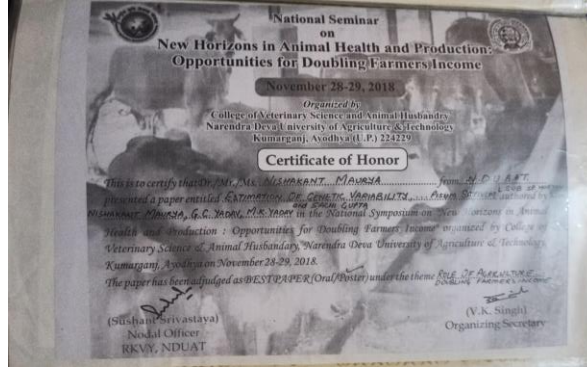 National Seminar
on
New Horizons in Animal Health and Production:
Opportunities for Doubling Farmers Income
November 28-29, 2018
Organized by
College of Veterinary Science and Animal Husbandry
Narendra Deva University of Agriculture & Technology
Kumarganj, Ayodhya (U.P.) 224229
Certificate of Honor
This is to certify that Dr./Mr./Ms. NISHAKANT MAURYA from N.D.U.A&T.
presented a paper entitled ESTIMATION OF GENETIC VARIABILITY... authored by
NISHAKANT MAURYA, G.C. YADAV, M.K. YADAV and SACHI GUPTA in the National Symposium on "New Horizons in Animal
Health and Production : Opportunities for Doubling Farmers' Income" organized by College of
Veterinary Science & Animal Husbandary, Narendra Deva University of Agriculture & Technology,
Kumarganj, Ayodhya on November 28-29, 2018.
The paper has been adjudged as BEST PAPER (Oral/Poster) under the theme ROLE OF AGRICULTURE
DOUBLING FARMER'S INCOME
(Sushant Srivastaya)
Nodal Officer
RKVY, NDUAT
(V.K. Singh)
Organizing Secretary